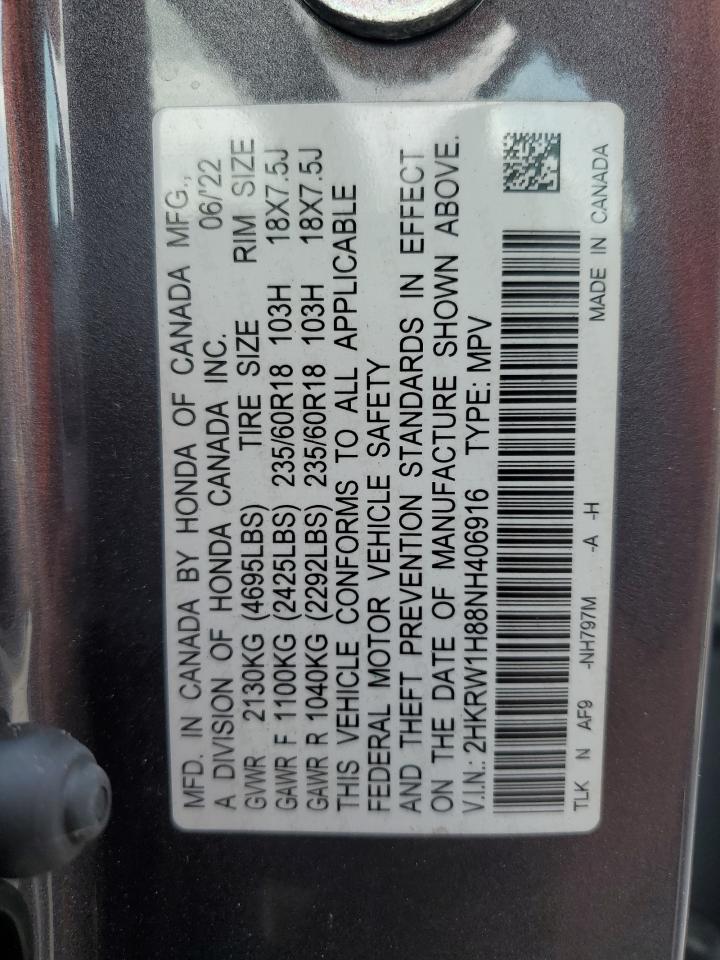 MFD. IN CANADA BY HONDA OF CANADA MFG.,
A DIVISION OF HONDA CANADA INC. 06/'22
GVWR 2130KG (4695LBS) TIRE SIZE RIM SIZE
GAWR F 1100KG (2425LBS) 235/60R18 103H 18X7.5J
GAWR R 1040KG (2292LBS) 235/60R18 103H 18X7.5J
THIS VEHICLE CONFORMS TO ALL APPLICABLE
FEDERAL MOTOR VEHICLE SAFETY
AND THEFT PREVENTION STANDARDS IN EFFECT
ON THE DATE OF MANUFACTURE SHOWN ABOVE.
V.I.N.: 2HKRW1H88NH406916 TYPE: MPV
TLK N AF9 -NH797M -A -H MADE IN CANADA